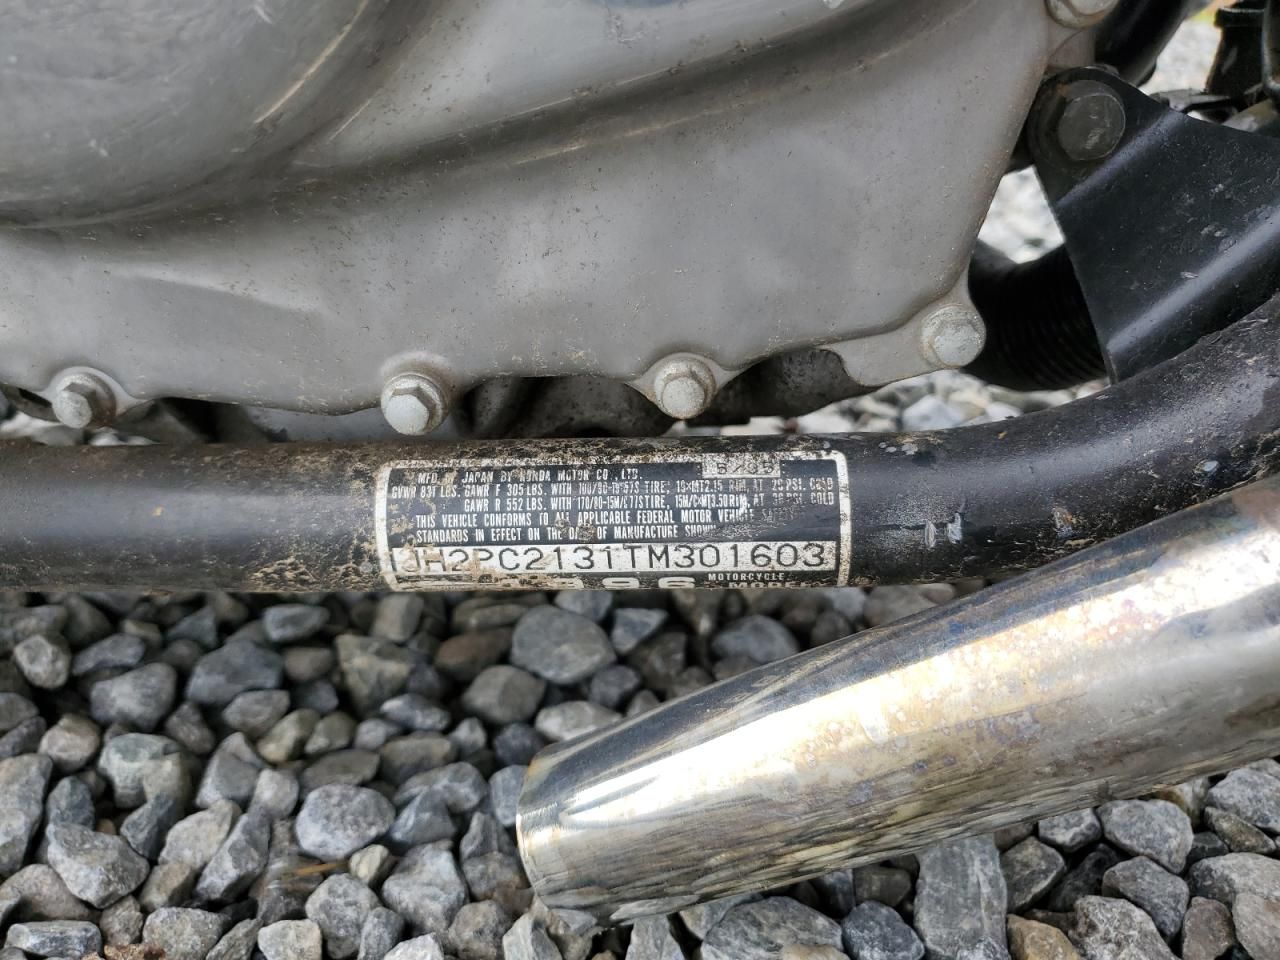 MFD. BY JAPAN BY HONDA MOTOR CO., LTD. 5/95
GVWR 831 LBS. GAWR F 305 LBS. WITH 100/90-19 57S TIRE, 19×MT2.15 RIM, AT 29 PSI. COLD
GAWR R 552 LBS. WITH 170/80-15M/C 77S TIRE, 15M/C×MT3.50 RIM, AT PSI. COLD
THIS VEHICLE CONFORMS TO ALL APPLICABLE FEDERAL MOTOR VEHICLE SAFETY
STANDARDS IN EFFECT ON THE DATE OF MANUFACTURE SHOWN
JH2PC2131TM301603
1996 MOTORCYCLE